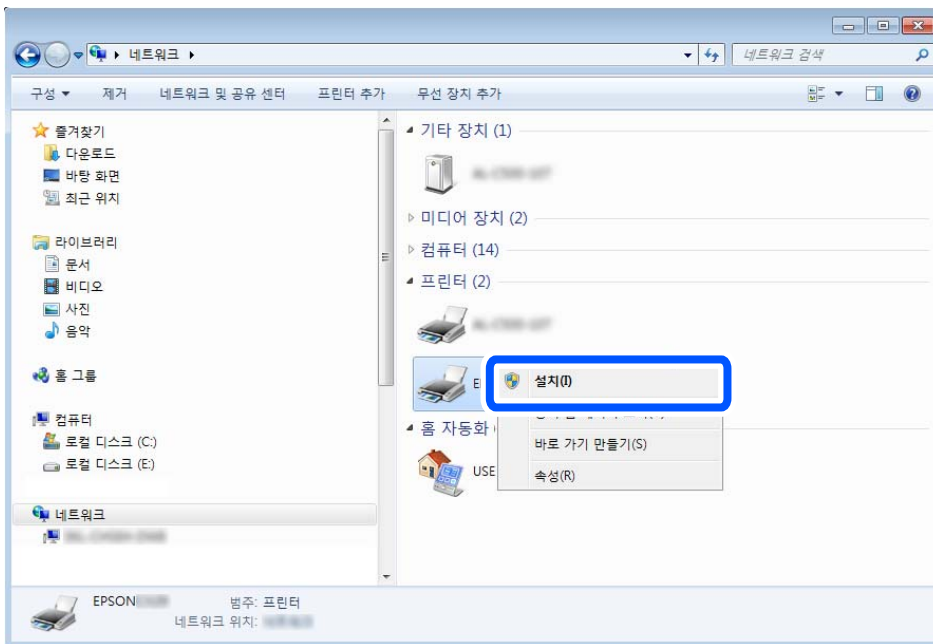 네트워크
네트워크 검색
구성 제거 네트워크 및 공유 센터 프린터 추가 무선 장치 추가
즐겨찾기
다운로드
바탕 화면
최근 위치
라이브러리
문서
비디오
사진
음악
홈 그룹
컴퓨터
로컬 디스크 (C:)
로컬 디스크 (E:)
네트워크
기타 장치 (1)
미디어 장치 (2)
컴퓨터 (14)
프린터 (2)
설치(I)
바로 가기 만들기(S)
속성(R)
홈 자동화
USE
EPSON 범주: 프린터
네트워크 위치: